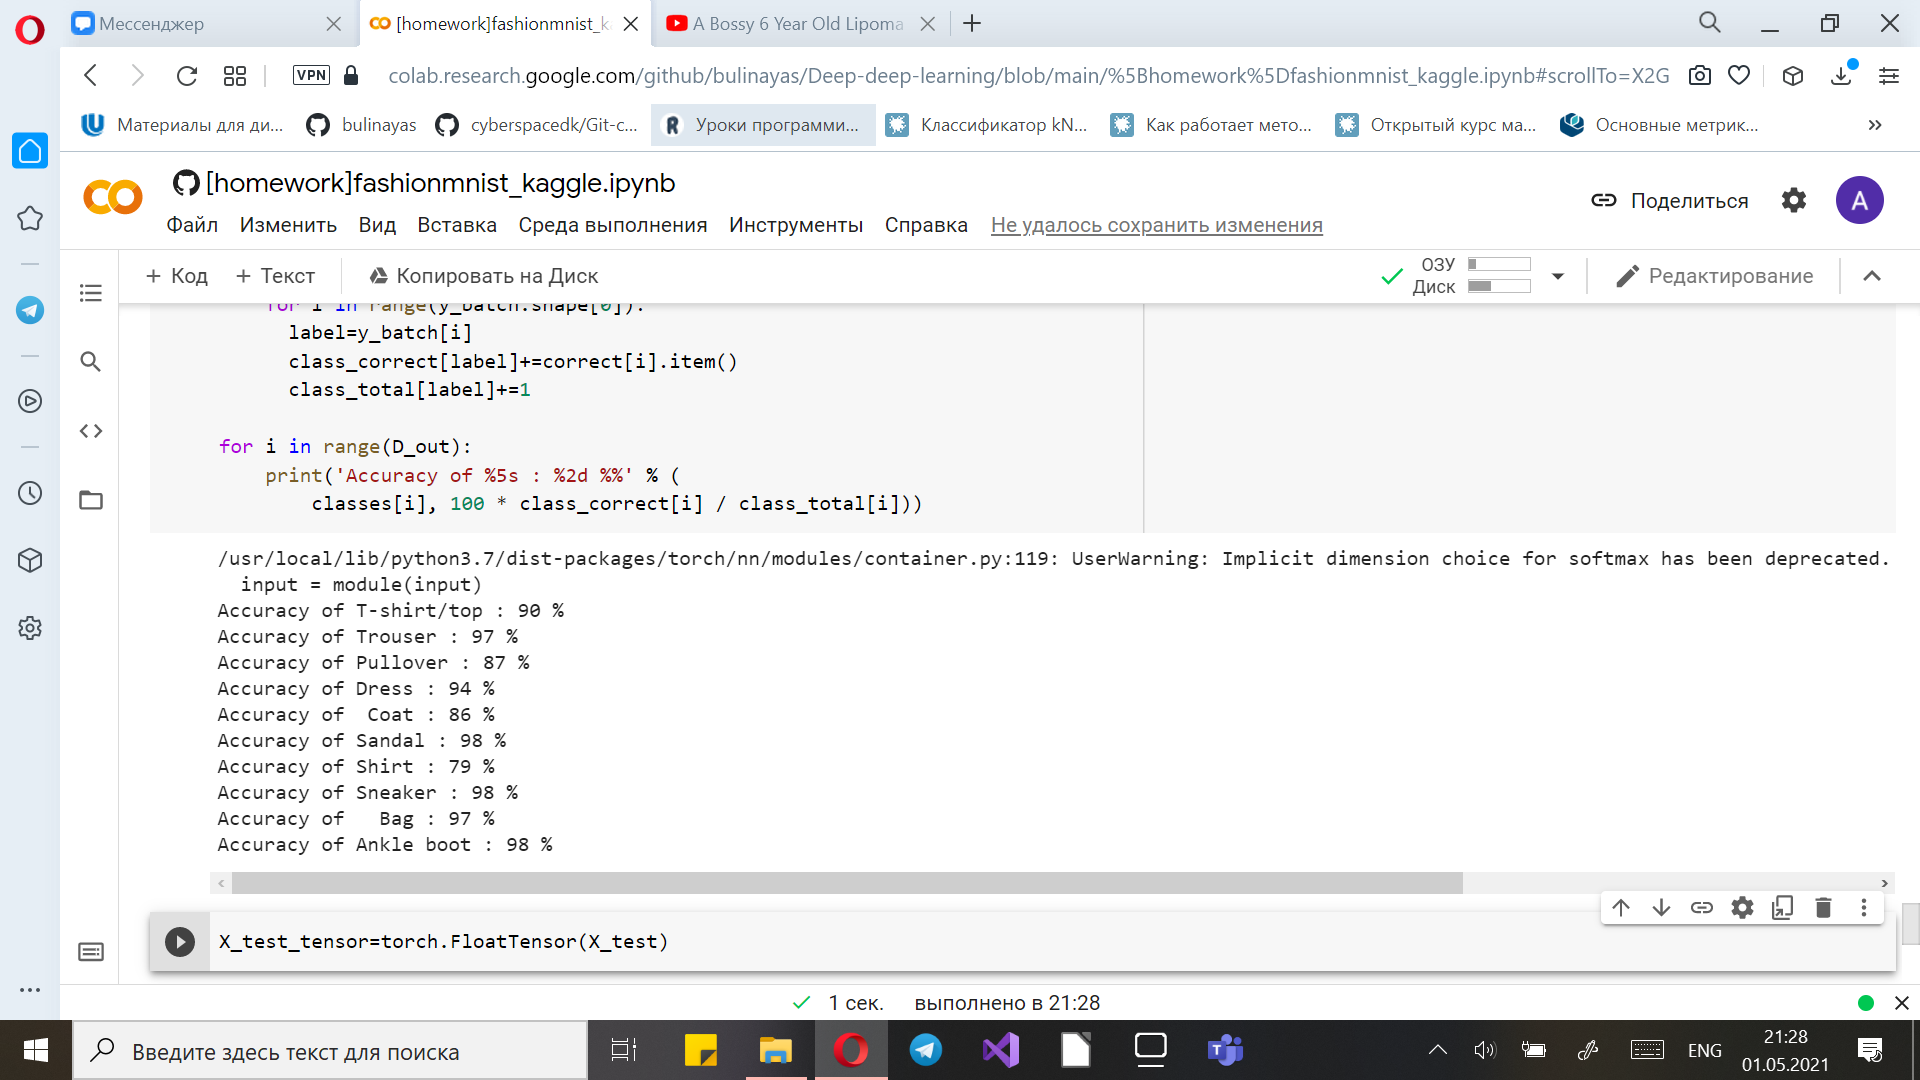 Мессенджер
[homework]fashionmnist_ka
A Bossy 6 Year Old Lipoma
VPN
colab.research.google.com/github/bulinayas/Deep-deep-learning/blob/main/%5Bhomework%5Dfashionmnist_kaggle.ipynb#scrollTo=X2G
Материалы для ди...
bulinayas
cyberspacedk/Git-c...
R
Уроки программи...
Классификатор kN...
Как работает мето...
Открытый курс ма...
Основные метрик...
[homework]fashionmnist_kaggle.ipynb
Файл Изменить Вид Вставка Среда выполнения Инструменты Справка Не удалось сохранить изменения
Поделиться
A
+ Код + Текст Копировать на Диск
ОЗУ
Диск
Редактирование
for i in range(y_batch.shape[0]):
label=y_batch[i]
class_correct[label]+=correct[i].item()
class_total[label]+=1
for i in range(D_out):
print('Accuracy of %5s : %2d %%' % (
classes[i], 100 * class_correct[i] / class_total[i]))
/usr/local/lib/python3.7/dist-packages/torch/nn/modules/container.py:119: UserWarning: Implicit dimension choice for softmax has been deprecated.
input = module(input)
Accuracy of T-shirt/top : 90 %
Accuracy of Trouser : 97 %
Accuracy of Pullover : 87 %
Accuracy of Dress : 94 %
Accuracy of  Coat : 86 %
Accuracy of Sandal : 98 %
Accuracy of Shirt : 79 %
Accuracy of Sneaker : 98 %
Accuracy of   Bag : 97 %
Accuracy of Ankle boot : 98 %
X_test_tensor=torch.FloatTensor(X_test)
1 сек. выполнено в 21:28
Введите здесь текст для поиска
ENG
21:28
01.05.2021